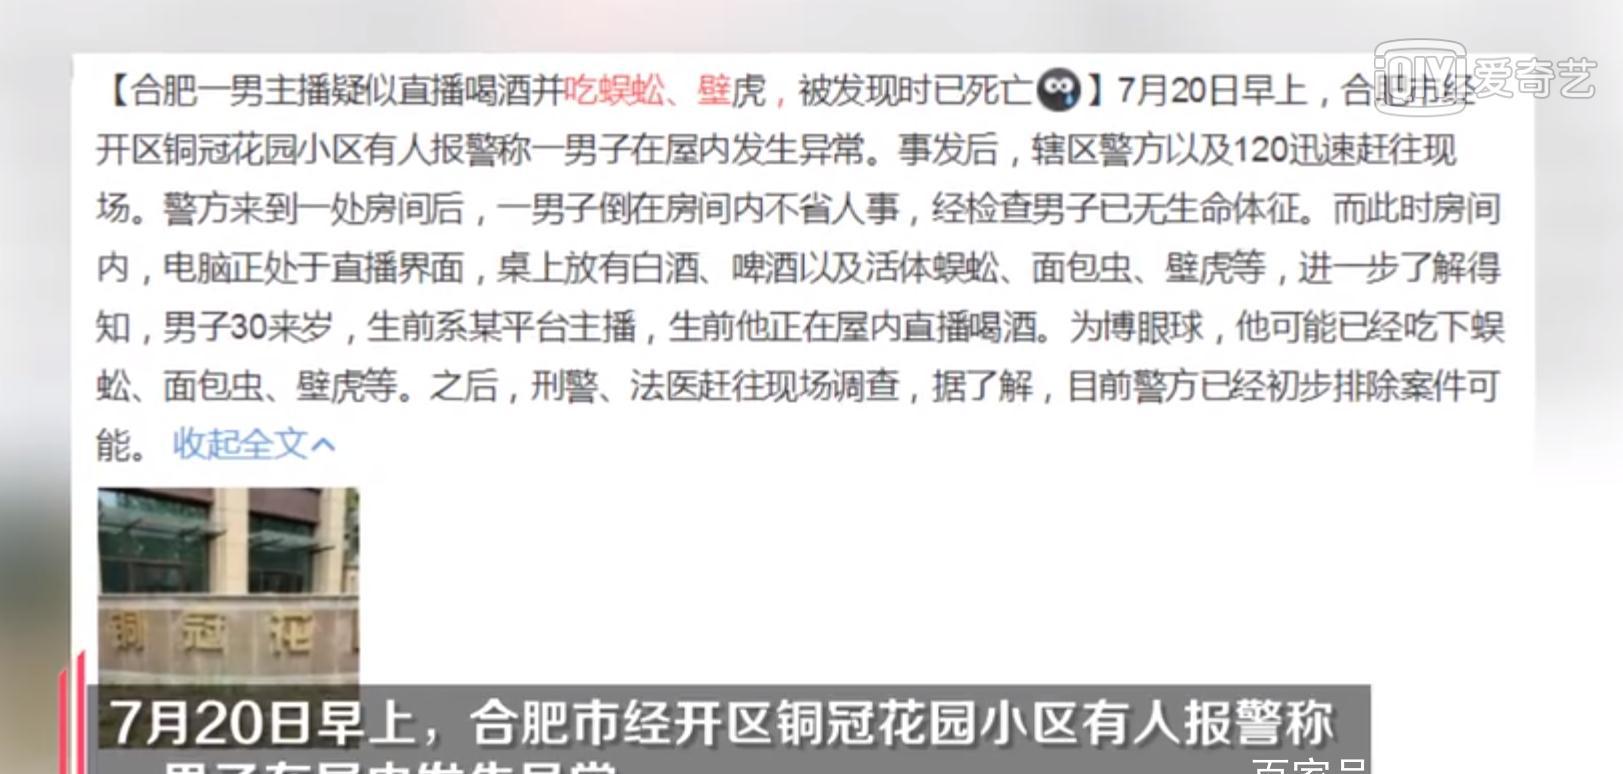 【合肥一男主播疑似直播喝酒并吃蜈蚣、壁虎，被发现时已死亡】7月20日早上，合肥市经
开区铜冠花园小区有人报警称一男子在屋内发生异常。事发后，辖区警方以及120迅速赶往现
场。警方来到一处房间后，一男子倒在房间内不省人事，经检查男子已无生命体征。而此时房间
内，电脑正处于直播界面，桌上放有白酒、啤酒以及活体蜈蚣、面包虫、壁虎等，进一步了解得
知，男子30来岁，生前系某平台主播，生前他正在屋内直播喝酒。为博眼球，他可能已经吃下蜈
蚣、面包虫、壁虎等。之后，刑警、法医赶往现场调查，据了解，目前警方已经初步排除案件可
能。 收起全文
iQIYI 爱奇艺
铜冠花
7月20日早上，合肥市经开区铜冠花园小区有人报警称
一男子在屋内发生异常
百家号